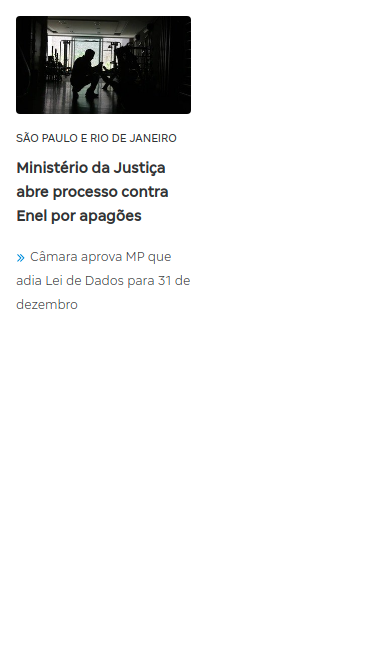 SÃO PAULO E RIO DE JANEIRO
Ministério da Justiça
abre processo contra
Enel por apagões
» Câmara aprova MP que
adia Lei de Dados para 31 de
dezembro